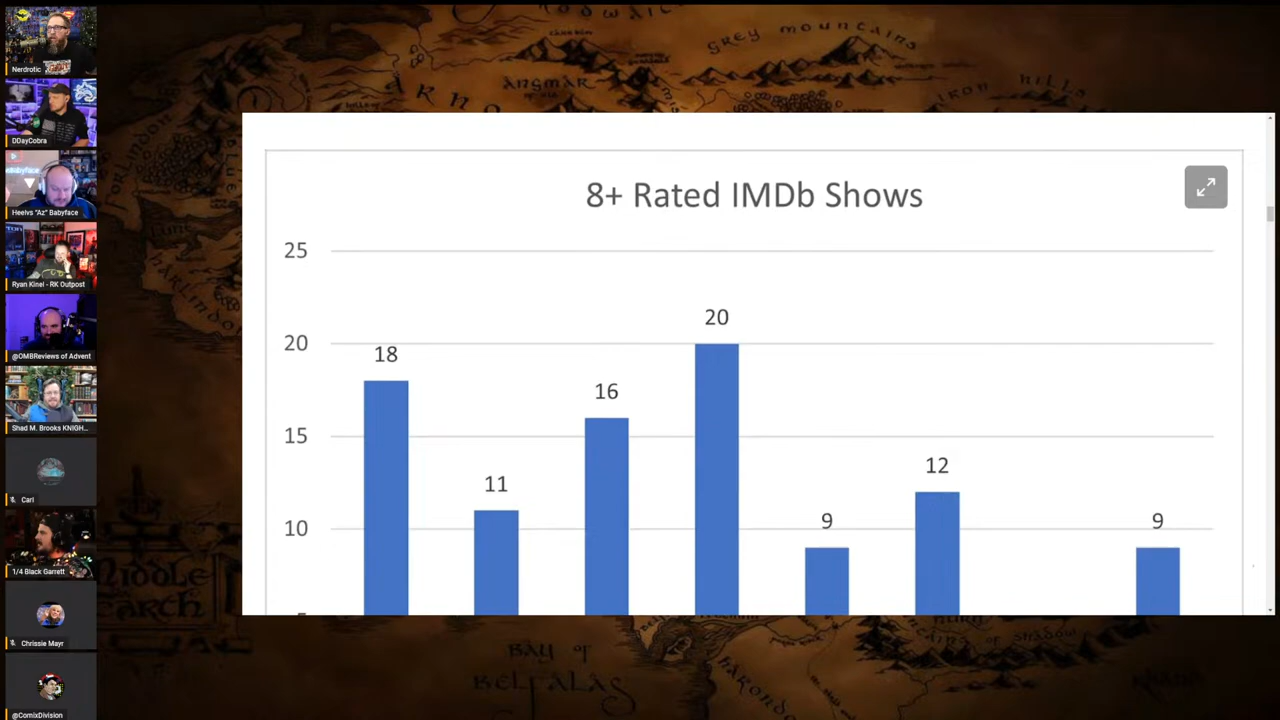 Nerdrotic
DDayCobra
Heelvs "Az" Babyface
Ryan Kinel - RK Outpost
@OMBReviews of Advent
Shad M. Brooks KNIGH...
Carl
1/4 Black Garrett
Chrissie Mayr
@ComixDivision
GREY MOUNTAINS
ANGMAR
IRON HILLS
8+ Rated IMDb Shows
25
20
15
10
18
11
16
20
9
12
9
MIDDLE
EARTH
BAY OF
BELFALAS